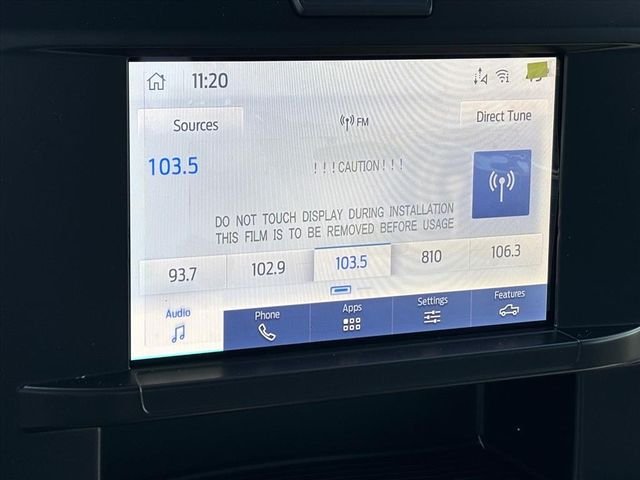 11:20
Sources
FM
Direct Tune
103.5
!!!CAUTION!!!
DO NOT TOUCH DISPLAY DURING INSTALLATION
THIS FILM IS TO BE REMOVED BEFORE USAGE
93.7 102.9 103.5 810 106.3
Audio Phone Apps Settings Features